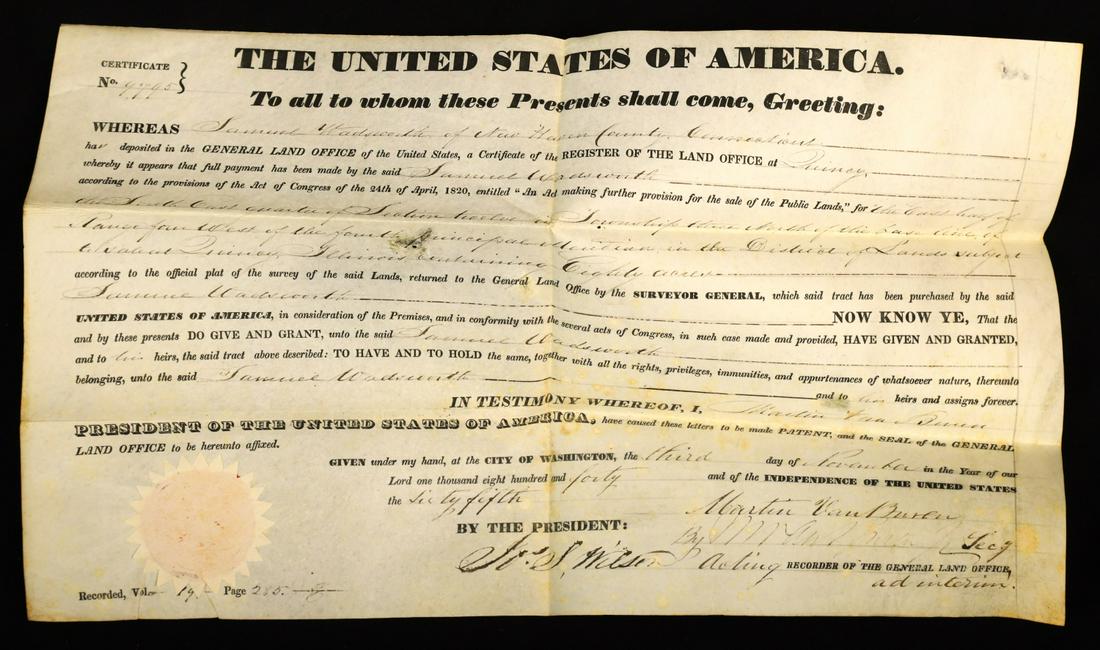 THE UNITED STATES OF AMERICA.
CERTIFICATE
No. 9795
To all to whom these Presents shall come, Greeting:
WHEREAS Samuel Wadsworth of New Haven County, Connecticut
ha deposited in the GENERAL LAND OFFICE of the United States, a Certificate of the REGISTER OF THE LAND OFFICE at Quincy,
whereby it appears that full payment has been made by the said Samuel Wadsworth
according to the provisions of the Act of Congress of the 24th of April, 1820, entitled "An Act making further provision for the sale of the Public Lands," for the East half of
the South East quarter of Section twelve in Township three North of the Base line, of
Range four West of the fourth principal Meridian, in the District of Lands subject
to sale at Quincy, Illinois, containing Eighty acres
according to the official plat of the survey of the said Lands, returned to the General Land Office by the SURVEYOR GENERAL, which said tract has been purchased by the said
Samuel Wadsworth NOW KNOW YE, That the
UNITED STATES OF AMERICA, in consideration of the Premises, and in conformity with the several acts of Congress, in such case made and provided, HAVE GIVEN AND GRANTED,
and by these presents DO GIVE AND GRANT, unto the said Samuel Wadsworth
and to his heirs, the said tract above described: TO HAVE AND TO HOLD the same, together with all the rights, privileges, immunities, and appurtenances of whatsoever nature, thereunto
belonging, unto the said Samuel Wadsworth and to his heirs and assigns forever.
IN TESTIMONY WHEREOF, I, Martin Van Buren
PRESIDENT OF THE UNITED STATES OF AMERICA, have caused these letters to be made PATENT, and the SEAL of the GENERAL
LAND OFFICE to be hereunto affixed.
GIVEN under my hand, at the CITY OF WASHINGTON, the third day of November in the Year of our
Lord one thousand eight hundred and forty and of the INDEPENDENCE OF THE UNITED STATES
the Sixty fifth
BY THE PRESIDENT: Martin Van Buren
By Secy
Jos. S. Wilson Acting RECORDER OF THE GENERAL LAND OFFICE,
ad interim.
Recorded, Vol. 19. Page 285.